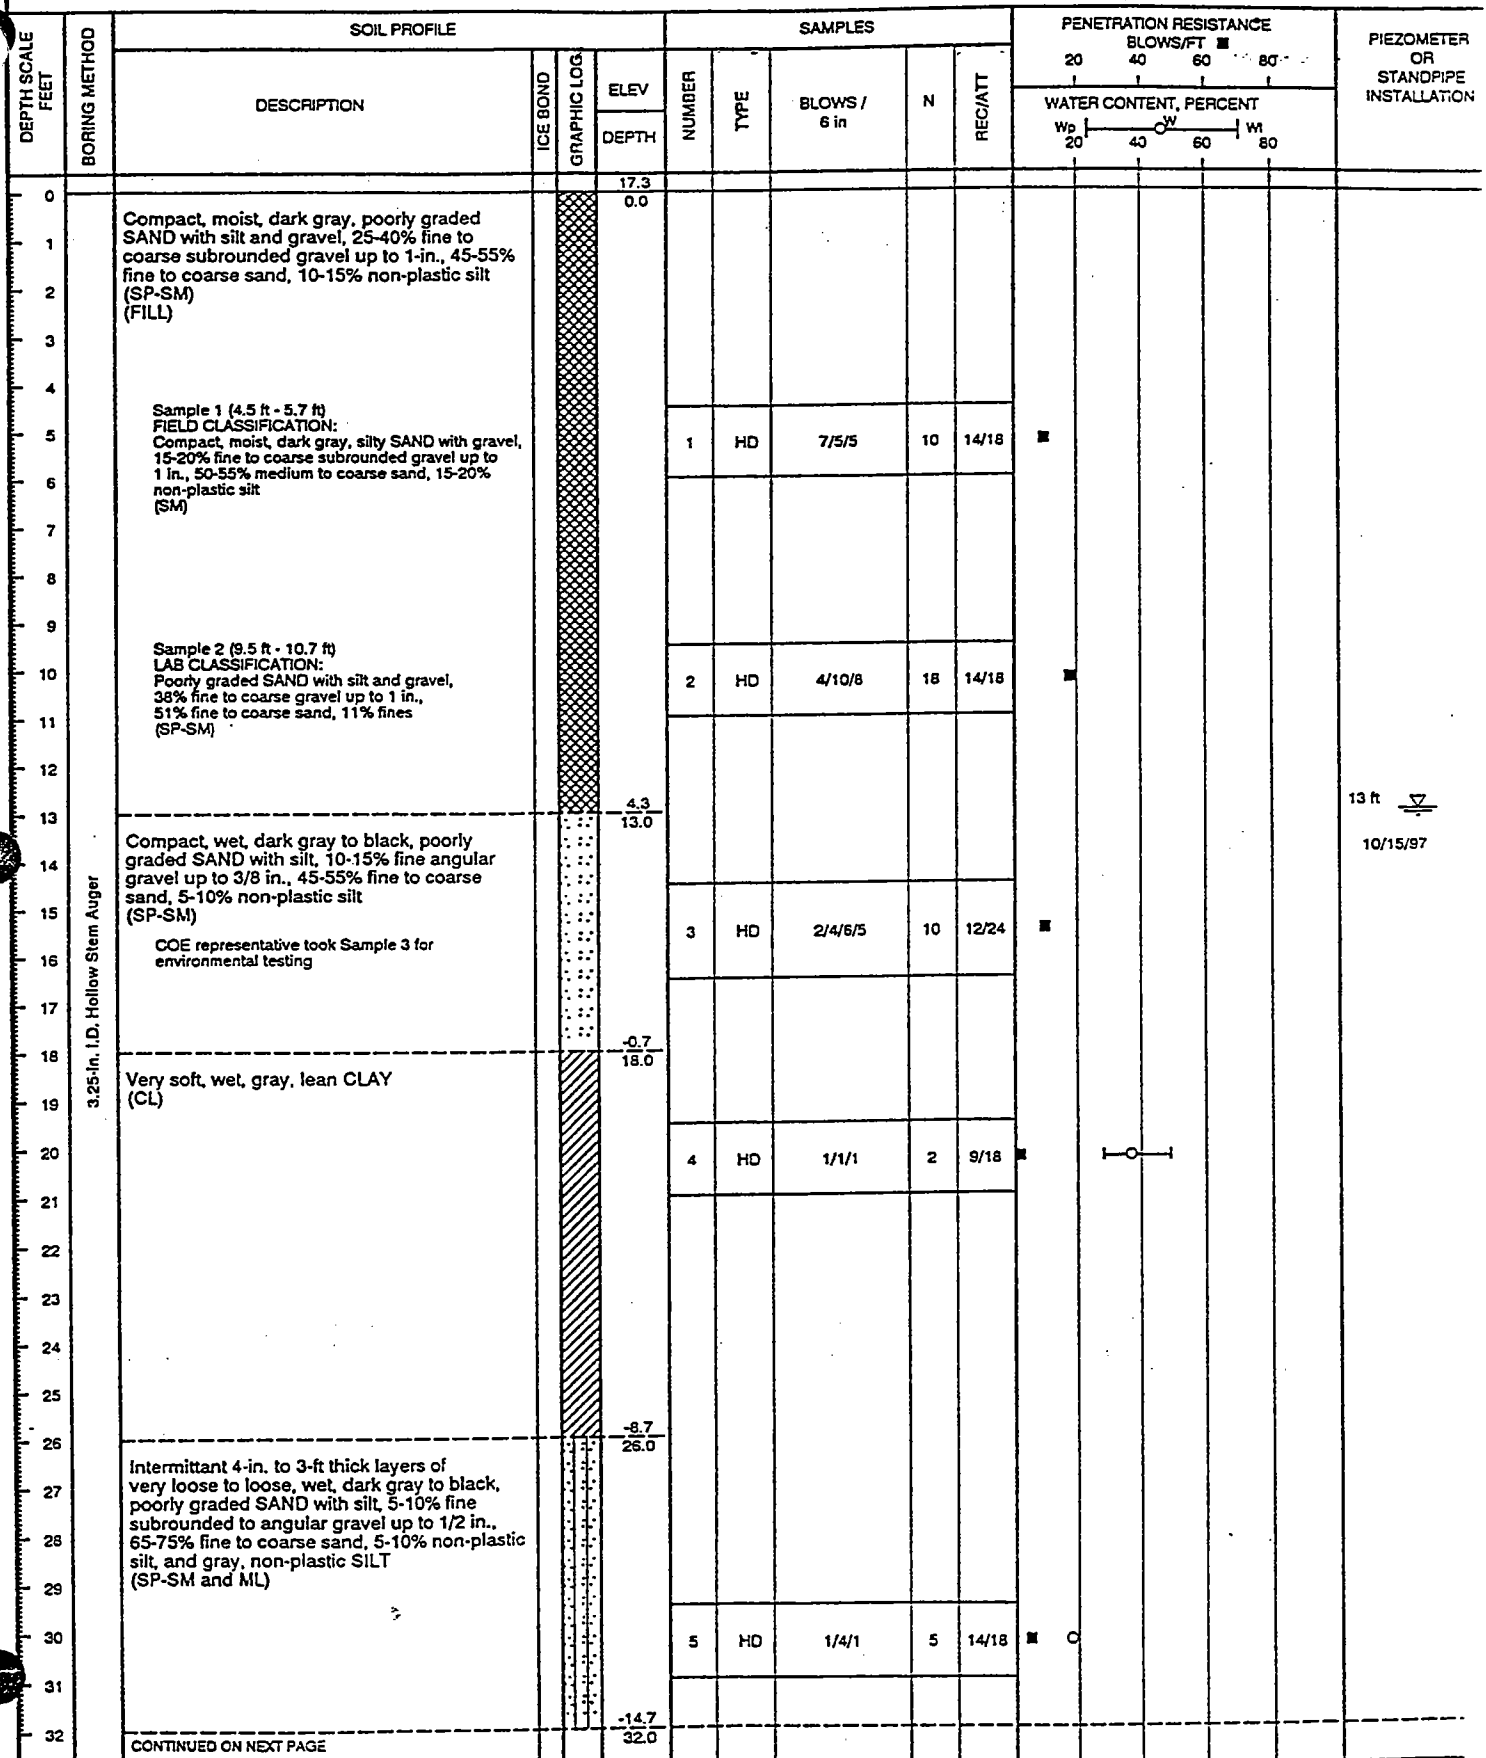 DEPTH SCALE
FEET
BORING METHOD
SOIL PROFILE
DESCRIPTION
ICE BOND
GRAPHIC LOG
ELEV
DEPTH
SAMPLES
NUMBER
TYPE
BLOWS /
6 in
N
REC/ATT
PENETRATION RESISTANCE
BLOWS/FT ■
20 40 60 80
WATER CONTENT, PERCENT
Wp W Wl
20 40 60 80
PIEZOMETER
OR
STANDPIPE
INSTALLATION
17.3
0.0
0
Compact, moist, dark gray, poorly graded
SAND with silt and gravel, 25-40% fine to
coarse subrounded gravel up to 1-in., 45-55%
fine to coarse sand, 10-15% non-plastic silt
(SP-SM)
(FILL)
1
2
3
4
Sample 1 (4.5 ft - 5.7 ft)
FIELD CLASSIFICATION:
Compact, moist, dark gray, silty SAND with gravel,
15-20% fine to coarse subrounded gravel up to
1 in., 50-55% medium to coarse sand, 15-20%
non-plastic silt
(SM)
5
1 HD 7/5/5 10 14/18
6
7
8
9
Sample 2 (9.5 ft - 10.7 ft)
LAB CLASSIFICATION:
Poorly graded SAND with silt and gravel,
38% fine to coarse gravel up to 1 in.,
51% fine to coarse sand, 11% fines
(SP-SM)
10
2 HD 4/10/8 18 14/18
11
12
13
4.3
13.0
13 ft
10/15/97
Compact, wet, dark gray to black, poorly
graded SAND with silt, 10-15% fine angular
gravel up to 3/8 in., 45-55% fine to coarse
sand, 5-10% non-plastic silt
(SP-SM)
14
15
3.25-In. I.D. Hollow Stem Auger
COE representative took Sample 3 for
environmental testing
3 HD 2/4/6/5 10 12/24
16
17
18
-0.7
18.0
Very soft, wet, gray, lean CLAY
(CL)
19
20
4 HD 1/1/1 2 9/18
21
22
23
24
25
26
-8.7
26.0
Intermittant 4-in. to 3-ft thick layers of
very loose to loose, wet, dark gray to black,
poorly graded SAND with silt, 5-10% fine
subrounded to angular gravel up to 1/2 in.,
65-75% fine to coarse sand, 5-10% non-plastic
silt, and gray, non-plastic SILT
(SP-SM and ML)
27
28
29
30
5 HD 1/4/1 5 14/18
31
32
-14.7
32.0
CONTINUED ON NEXT PAGE